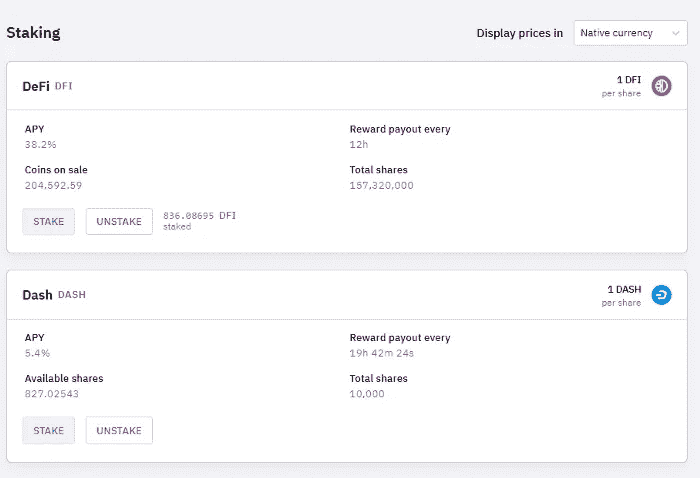 Staking
Display prices in Native currency
DeFi DFI
1 DFI
per share
APY
38.2%
Reward payout every
12h
Coins on sale
204,592.59
Total shares
157,320,000
STAKE UNSTAKE
836.08695 DFI
staked
Dash DASH
1 DASH
per share
APY
5.4%
Reward payout every
19h 42m 24s
Available shares
827.02543
Total shares
10,000
STAKE UNSTAKE